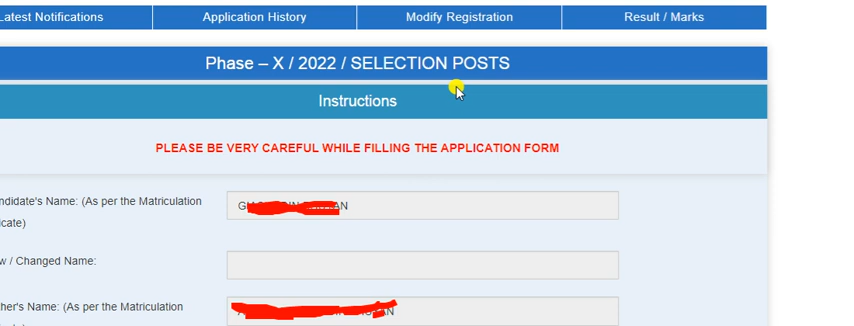 Latest Notifications Application History Modify Registration Result / Marks
Phase – X / 2022 / SELECTION POSTS
Instructions
PLEASE BE VERY CAREFUL WHILE FILLING THE APPLICATION FORM
ndidate's Name: (As per the Matriculation
icate)
w / Changed Name:
her's Name: (As per the Matriculation